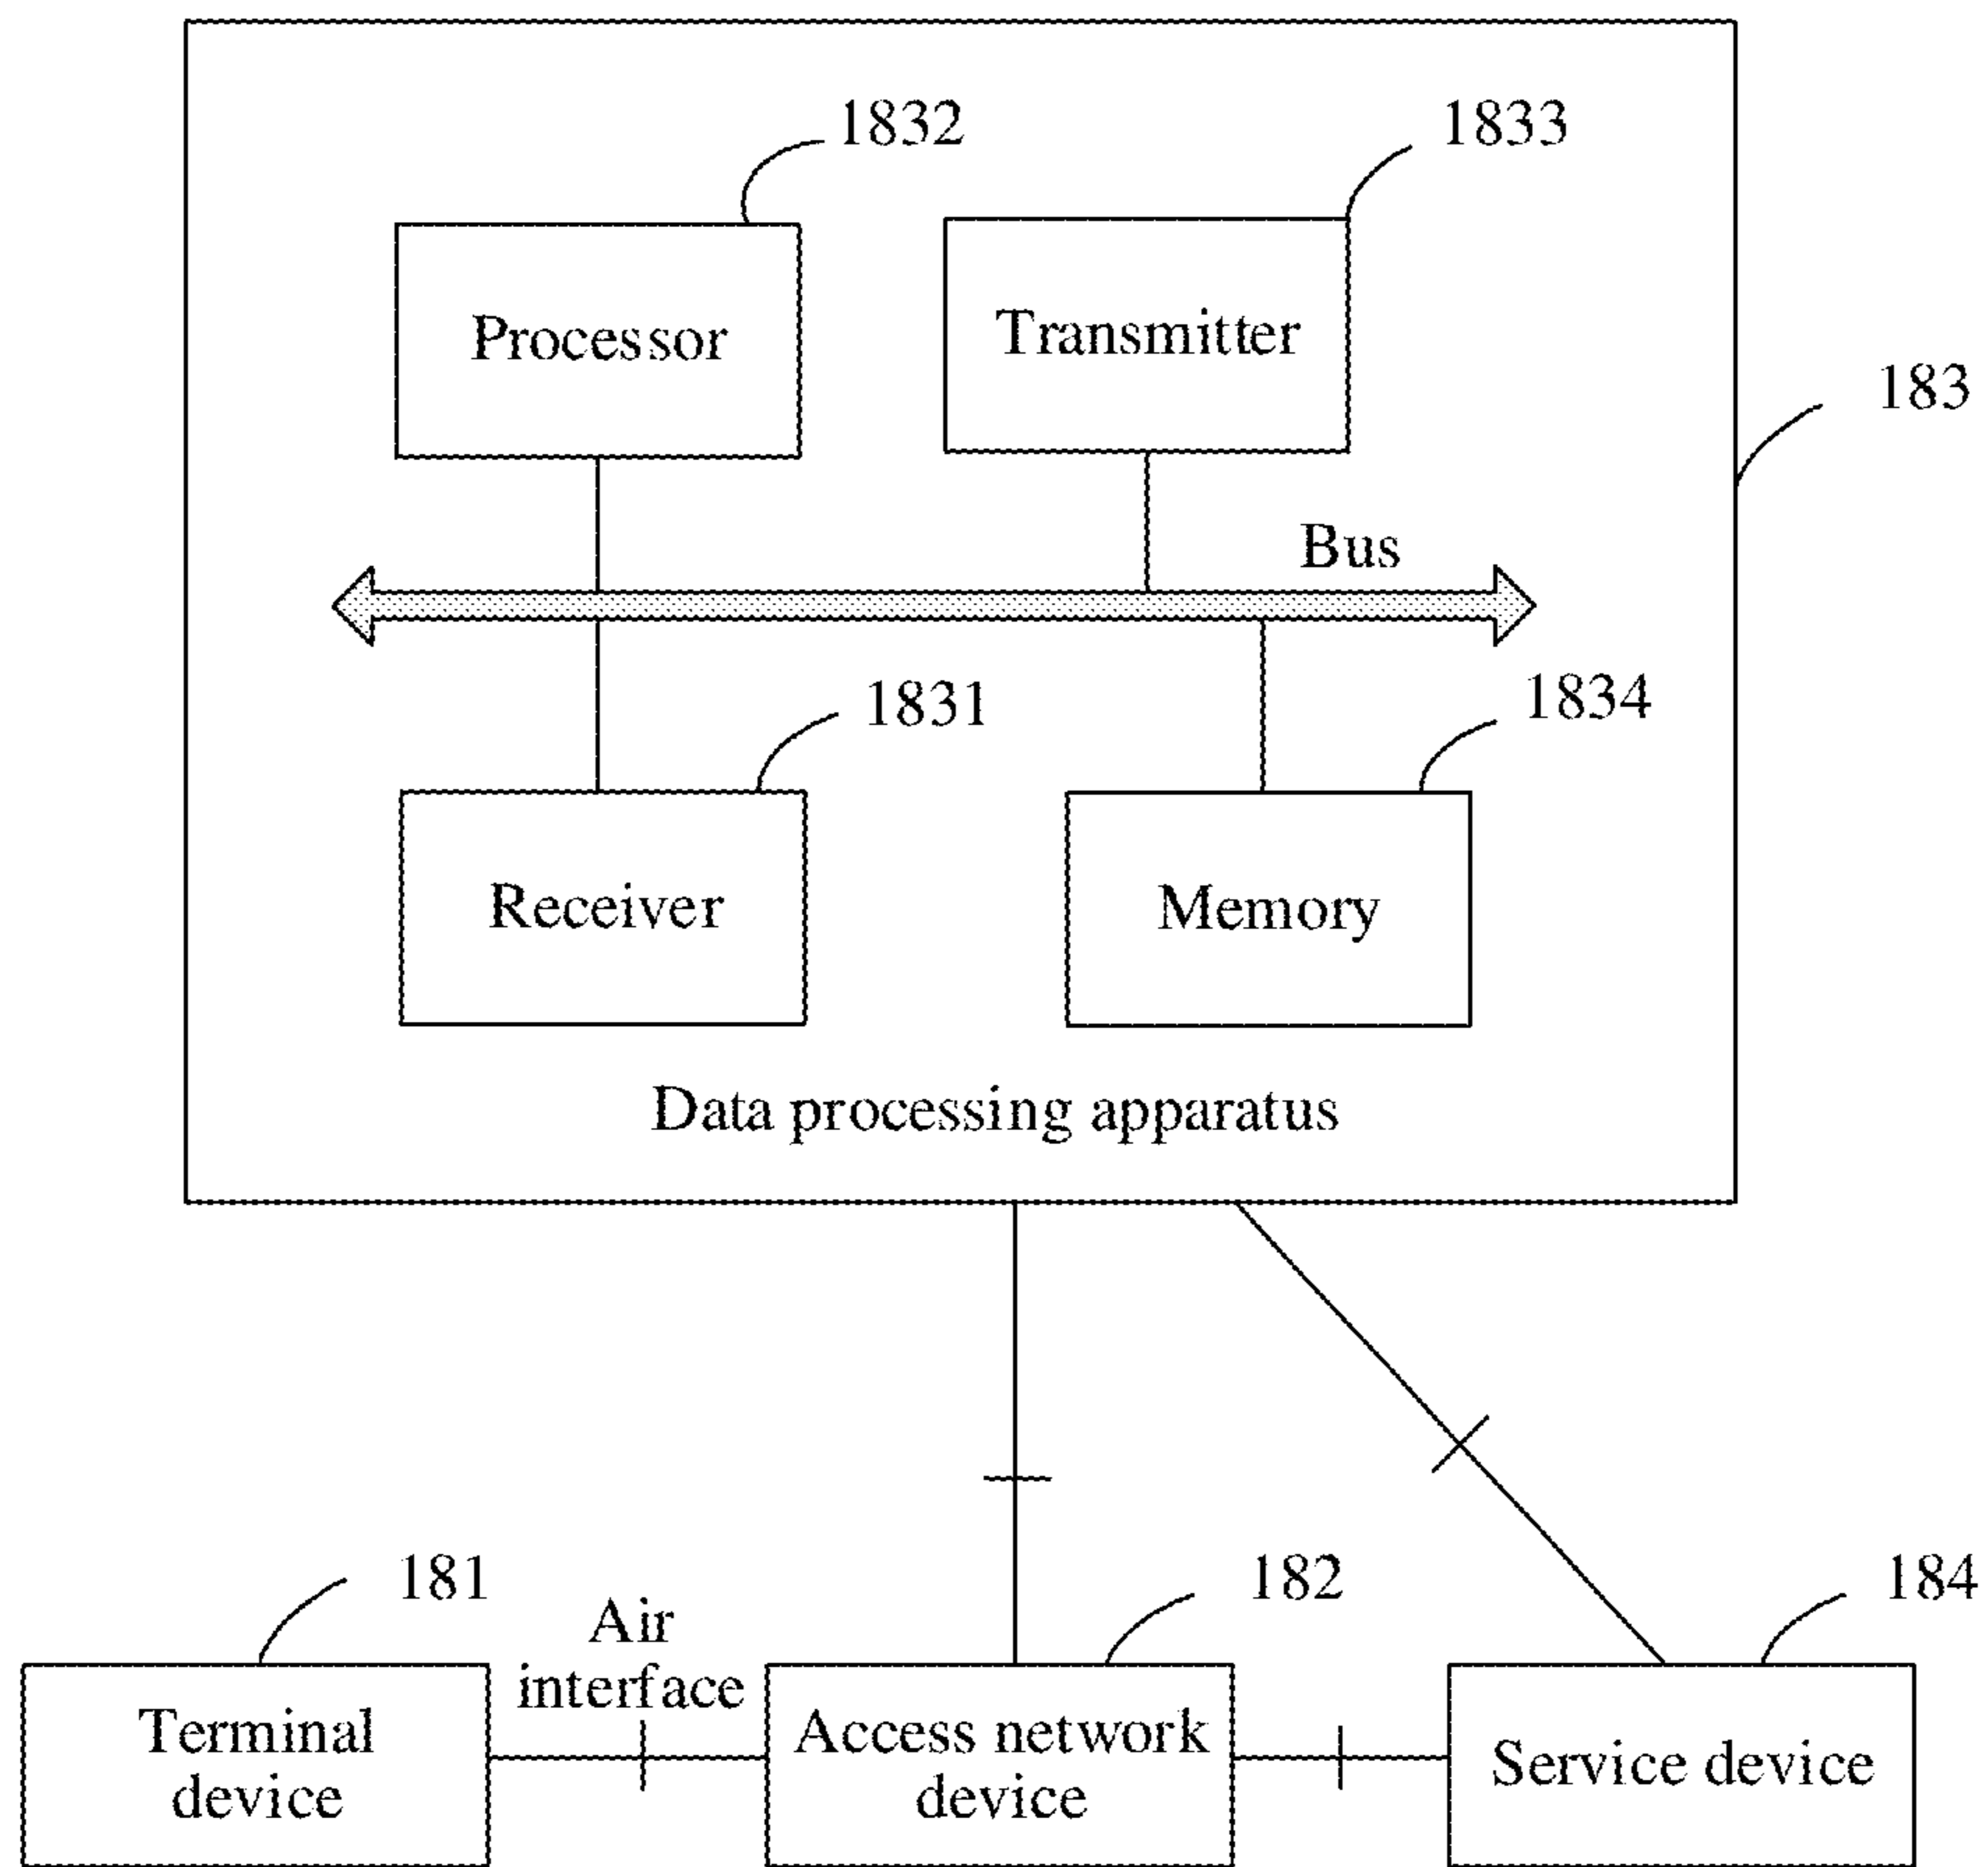 1832
1833
Processor
Transmitter
183
Bus
1831
1834
Receiver
Memory
Data processing apparatus
181
Air
interface
182
184
Terminal
device
Access network
device
Service device